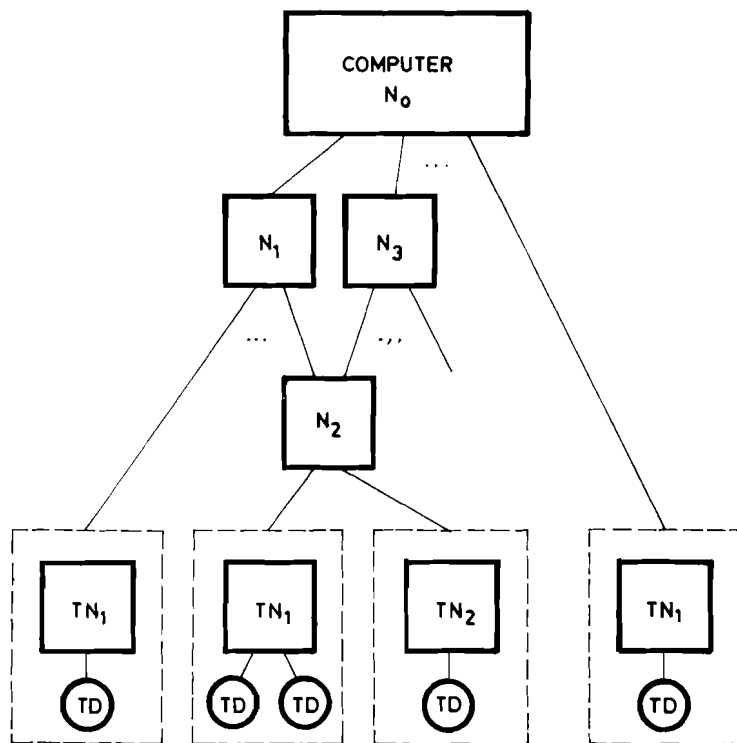 COMPUTER
N₀
...
N₁
N₃
...
...
N₂
TN₁
TN₁
TN₂
TN₁
TD
TD
TD
TD
TD